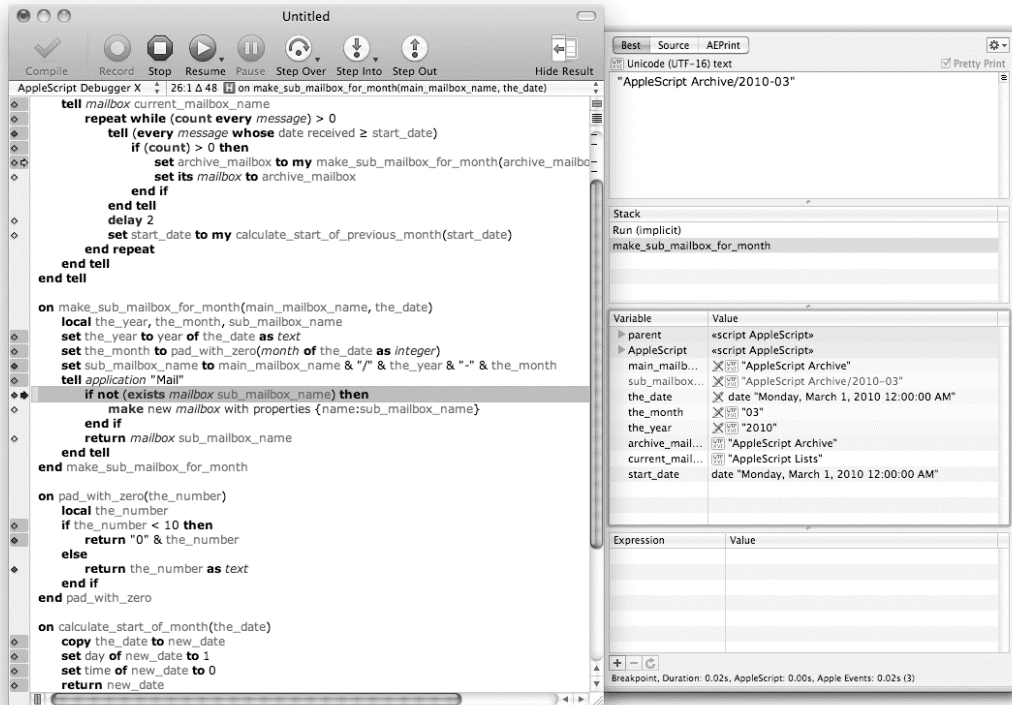 Untitled
Compile Record Stop Resume Pause Step Over Step Into Step Out Hide Result
AppleScript Debugger X 26:1 Δ 48 H on make_sub_mailbox_for_month(main_mailbox_name, the_date)
tell mailbox current_mailbox_name
repeat while (count every message) > 0
tell (every message whose date received ≥ start_date)
if (count) > 0 then
set archive_mailbox to my make_sub_mailbox_for_month(archive_mailbo
set its mailbox to archive_mailbox
end if
end tell
delay 2
set start_date to my calculate_start_of_previous_month(start_date)
end repeat
end tell
end tell
on make_sub_mailbox_for_month(main_mailbox_name, the_date)
local the_year, the_month, sub_mailbox_name
set the_year to year of the_date as text
set the_month to pad_with_zero(month of the_date as integer)
set sub_mailbox_name to main_mailbox_name & "/" & the_year & "-" & the_month
tell application "Mail"
if not (exists mailbox sub_mailbox_name) then
make new mailbox with properties {name:sub_mailbox_name}
end if
return mailbox sub_mailbox_name
end tell
end make_sub_mailbox_for_month
on pad_with_zero(the_number)
local the_number
if the_number < 10 then
return "0" & the_number
else
return the_number as text
end if
end pad_with_zero
on calculate_start_of_month(the_date)
copy the_date to new_date
set day of new_date to 1
set time of new_date to 0
return new_date
Best Source AEPrint
Unicode (UTF-16) text Pretty Print
"AppleScript Archive/2010-03"
Stack
Run (implicit)
make_sub_mailbox_for_month
Variable Value
parent «script AppleScript»
AppleScript «script AppleScript»
main_mailb... "AppleScript Archive"
sub_mailbox... "AppleScript Archive/2010-03"
the_date date "Monday, March 1, 2010 12:00:00 AM"
the_month "03"
the_year "2010"
archive_mail... "AppleScript Archive"
current_mail... "AppleScript Lists"
start_date date "Monday, March 1, 2010 12:00:00 AM"
Expression Value
Breakpoint, Duration: 0.02s, AppleScript: 0.00s, Apple Events: 0.02s (3)